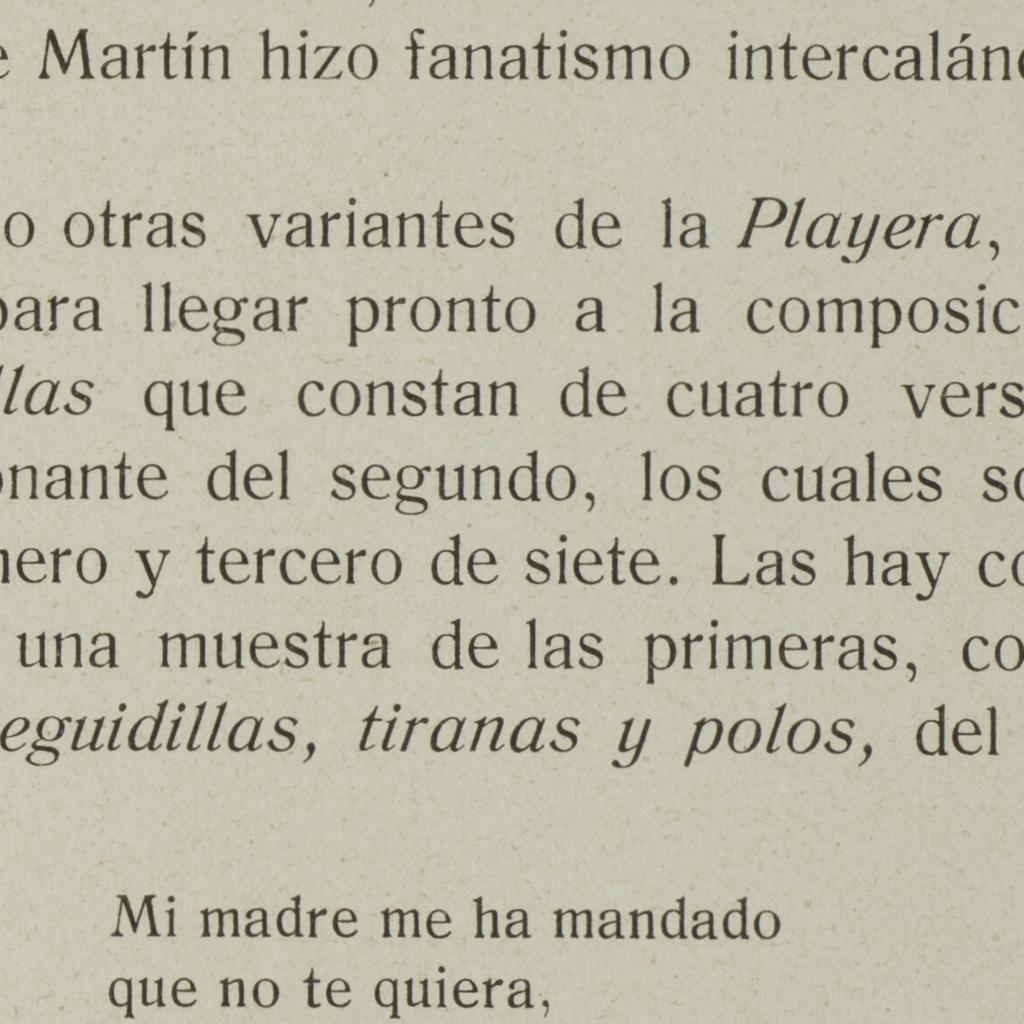 e Martín hizo fanatismo intercalánd
o otras variantes de la Playera,
para llegar pronto a la composic
llas que constan de cuatro vers
onante del segundo, los cuales so
mero y tercero de siete. Las hay co
una muestra de las primeras, co
eguidillas, tiranas y polos, del
Mi madre me ha mandado
que no te quiera,